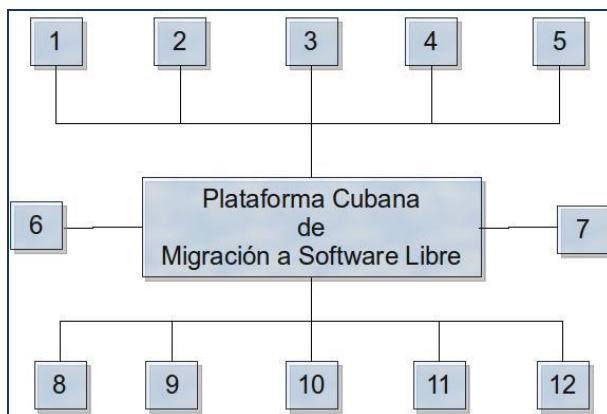 1 2 3 4 5
Plataforma Cubana
de
Migración a Software Libre
6
7
8 9 10 11 12